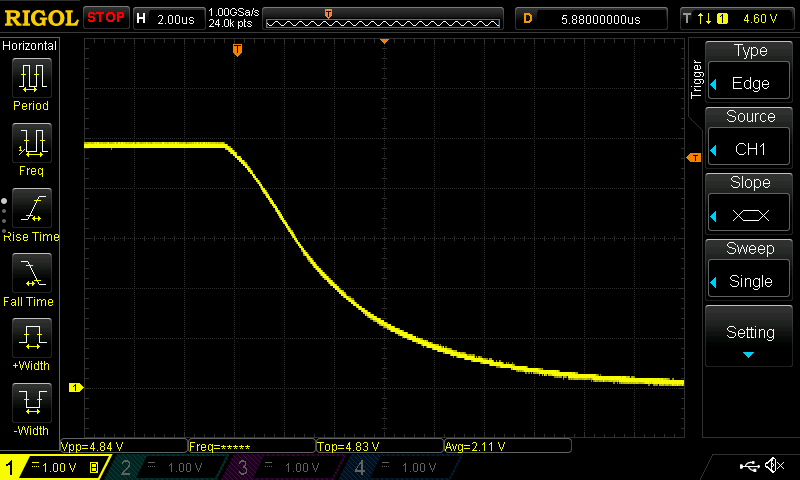 RIGOL STOP H 2.00us 1.00GSa/s 24.0k pts D 5.88000000us T 1 4.60 V
Horizontal
Period
Freq
Rise Time
Fall Time
+Width
-Width
T
T
1
Trigger
Type
Edge
Source
CH1
Slope
Sweep
Single
Setting
Vpp=4.84 V Freq=***** Top=4.83 V Avg=2.11 V
1 1.00 V B 2 1.00 V 3 1.00 V 4 1.00 V